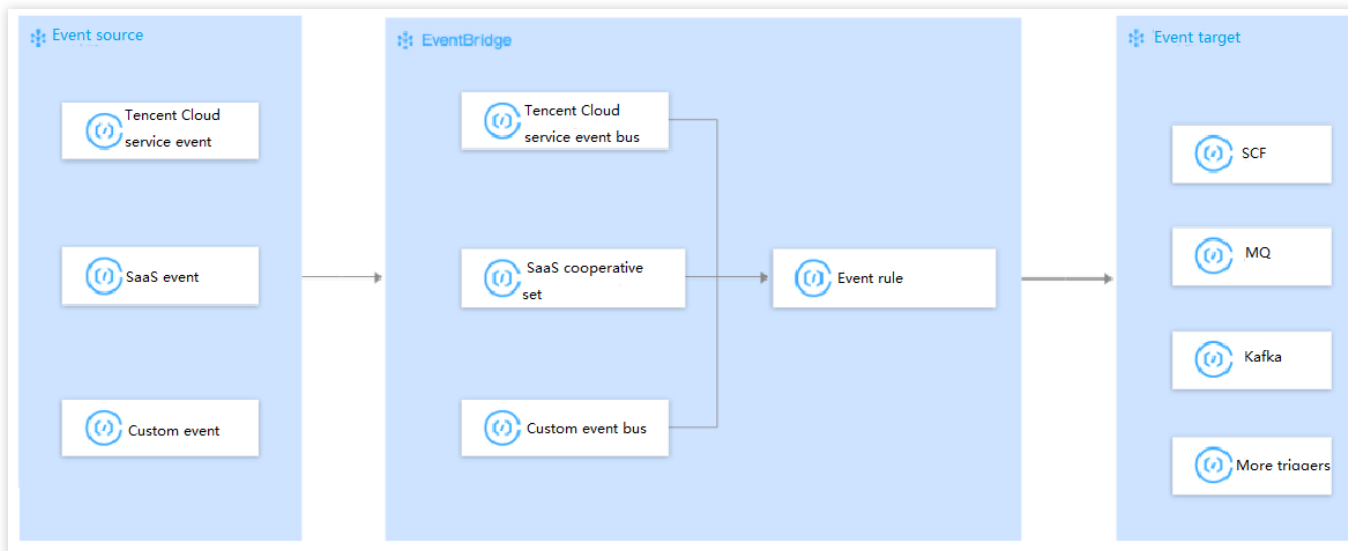 Event source
Tencent Cloud
service event
SaaS event
Custom event
EventBridge
Tencent Cloud
service event bus
SaaS cooperative
set
Custom event bus
Event rule
Event target
SCF
MQ
Kafka
More triggers